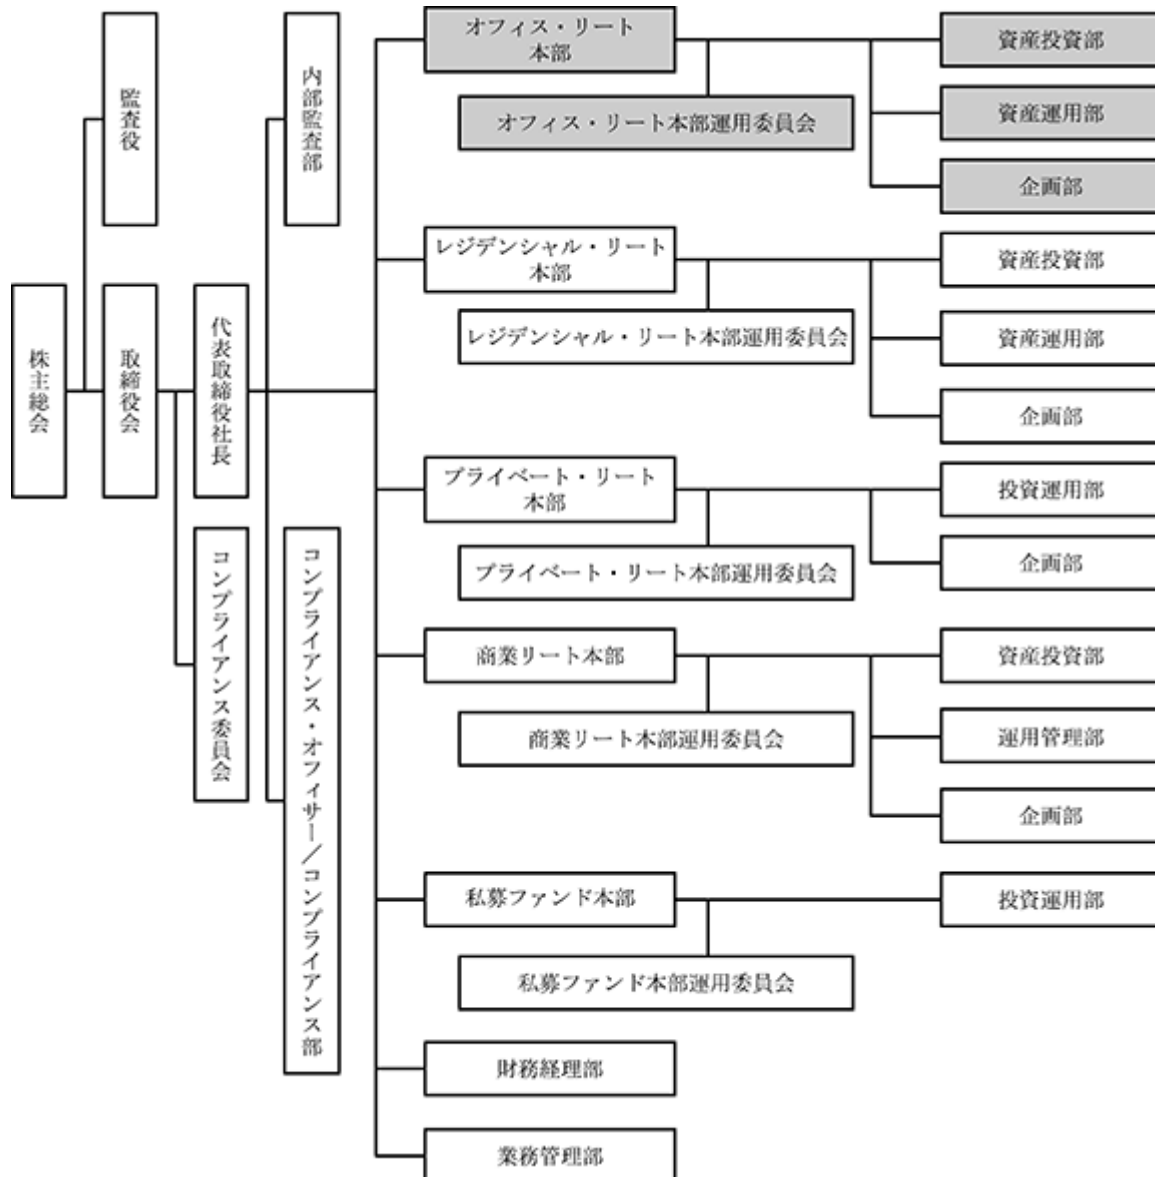 株主総会
監査役
取締役会
代表取締役社長
コンプライアンス委員会
内部監査部
コンプライアンス・オフィサー/コンプライアンス部
オフィス・リート
本部
オフィス・リート本部運用委員会
資産投資部
資産運用部
企画部
レジデンシャル・リート
本部
レジデンシャル・リート本部運用委員会
資産投資部
資産運用部
企画部
プライベート・リート
本部
プライベート・リート本部運用委員会
投資運用部
企画部
商業リート本部
商業リート本部運用委員会
資産投資部
運用管理部
企画部
私募ファンド本部
私募ファンド本部運用委員会
投資運用部
財務経理部
業務管理部